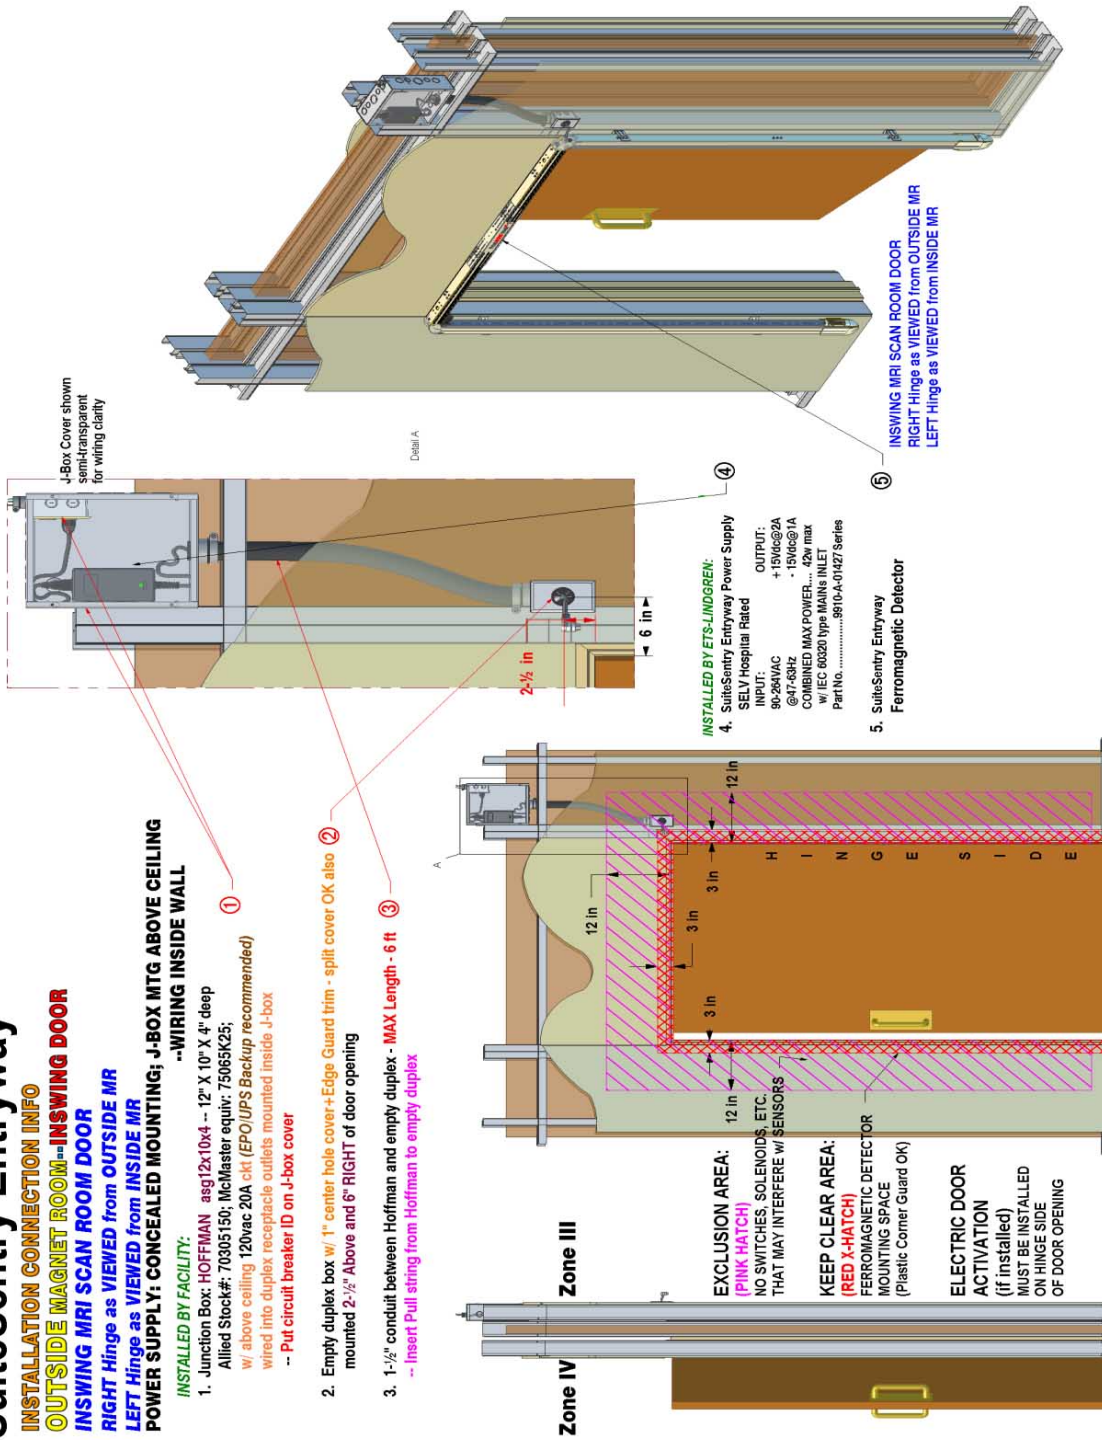 INSTALLATION CONNECTION INFO
OUTSIDE MAGNET ROOM--INSWING DOOR
INSWING MRI SCAN ROOM DOOR
RIGHT Hinge as VIEWED from OUTSIDE MR
LEFT Hinge as VIEWED from INSIDE MR
POWER SUPPLY: CONCEALED MOUNTING; J-BOX MTG ABOVE CEILING
--WIRING INSIDE WALL
INSTALLED BY FACILITY:
1. Junction Box: HOFFMAN asg12x10x4 -- 12" X 10" X 4" deep
Allied Stock#: 70305150; McMaster equiv: 75065K25;
w/ above ceiling 120vac 20A ckt (EPO/UPS Backup recommended)
wired into duplex receptacle outlets mounted inside J-box
-- Put circuit breaker ID on J-box cover
①
2. Empty duplex box w/ 1" center hole cover+Edge Guard trim - split cover OK also ②
mounted 2-½" Above and 6" RIGHT of door opening
3. 1-½" conduit between Hoffman and empty duplex - MAX Length - 6 ft ③
-- Insert Pull string from Hoffman to empty duplex
J-Box Cover shown
semi-transparent
for wiring clarity
Detail A
2-½ in
6 in
INSTALLED BY ETS-LINDGREN:
4. SuiteSentry Entryway Power Supply ④
SELV Hospital Rated
INPUT: OUTPUT:
90-264VAC +15Vdc@2A
@47-63Hz -15Vdc@1A
COMBINED MAX POWER.... 42w max
w/ IEC 60320 type MAINs INLET
Part No. ................9910-A-01427 Series
5. SuiteSentry Entryway ⑤
Ferromagnetic Detector
INSWING MRI SCAN ROOM DOOR
RIGHT Hinge as VIEWED from OUTSIDE MR
LEFT Hinge as VIEWED from INSIDE MR
Zone IV Zone III
A
12 in
3 in
3 in
12 in
3 in
12 in
HINGE SIDE
EXCLUSION AREA:
(PINK HATCH)
NO SWITCHES, SOLENOIDS, ETC.
THAT MAY INTERFERE w/ SENSORS
KEEP CLEAR AREA:
(RED X-HATCH)
FERROMAGNETIC DETECTOR
MOUNTING SPACE
(Plastic Corner Guard OK)
ELECTRIC DOOR
ACTIVATION
(if installed)
MUST BE INSTALLED
ON HINGE SIDE
OF DOOR OPENING